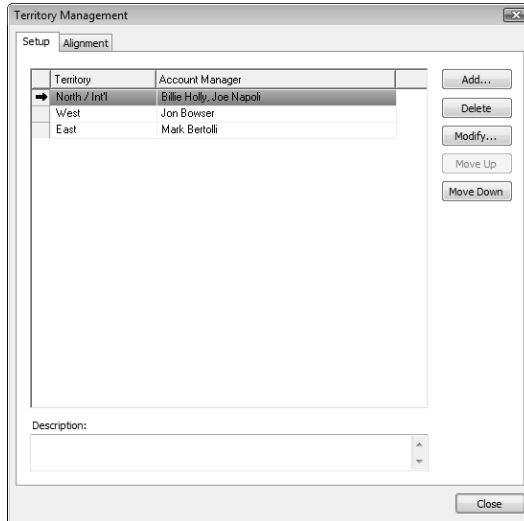 Territory Management
Setup Alignment
Territory Account Manager Add...
North / Int'l Billie Holly, Joe Napoli
West Jon Bowser Delete
East Mark Bertolli Modify...
Move Up
Move Down
Description:
Close